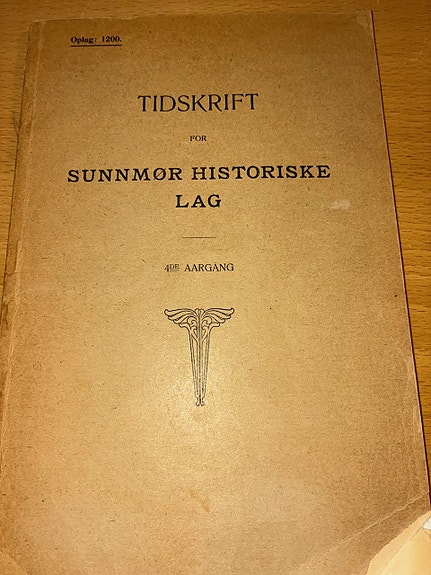 Oplag: 1200.
TIDSKRIFT
FOR
SUNNMØR HISTORISKE
LAG
4DE AARGANG